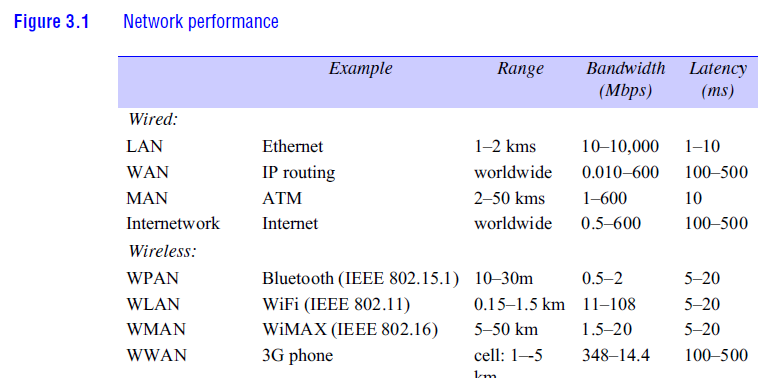 Figure 3.1 Network performance
Example Range Bandwidth Latency
(Mbps) (ms)
Wired:
LAN Ethernet 1–2 kms 10–10,000 1–10
WAN IP routing worldwide 0.010–600 100–500
MAN ATM 2–50 kms 1–600 10
Internetwork Internet worldwide 0.5–600 100–500
Wireless:
WPAN Bluetooth (IEEE 802.15.1) 10–30m 0.5–2 5–20
WLAN WiFi (IEEE 802.11) 0.15–1.5 km 11–108 5–20
WMAN WiMAX (IEEE 802.16) 5–50 km 1.5–20 5–20
WWAN 3G phone cell: 1—5 348–14.4 100–500
km